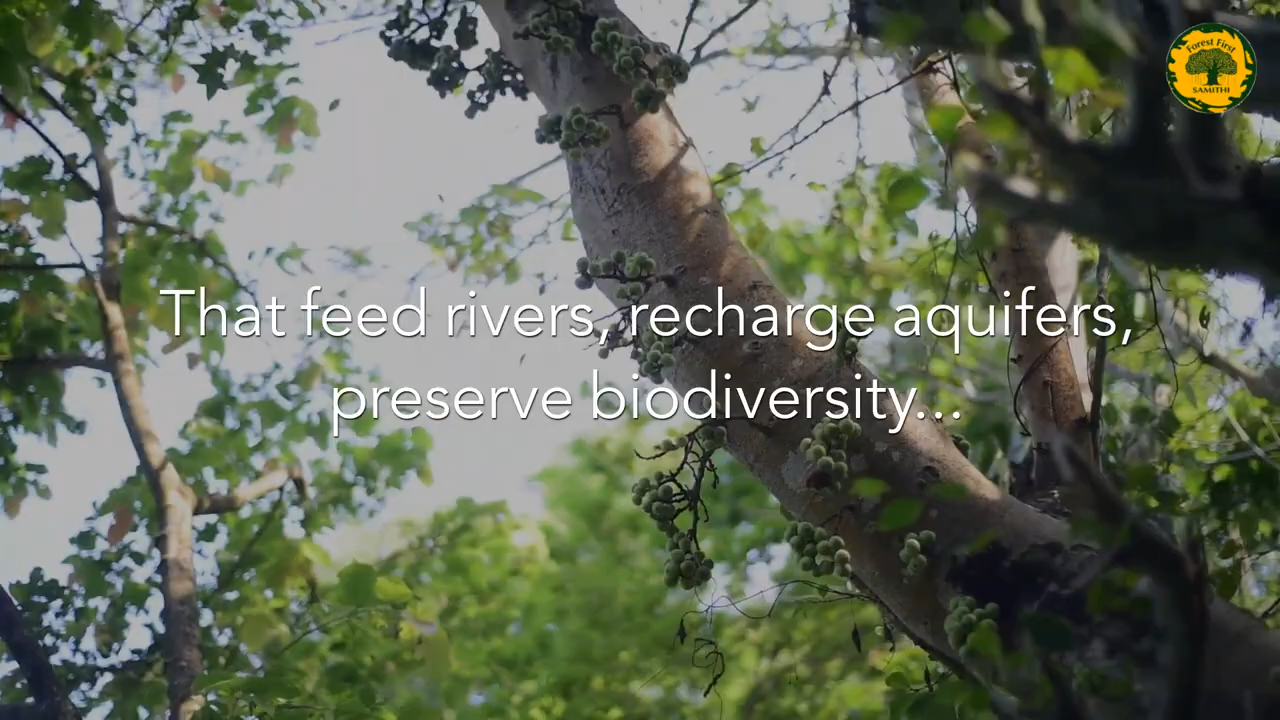 Forest First
SAMITHI
That feed rivers, recharge aquifers,
preserve biodiversity...